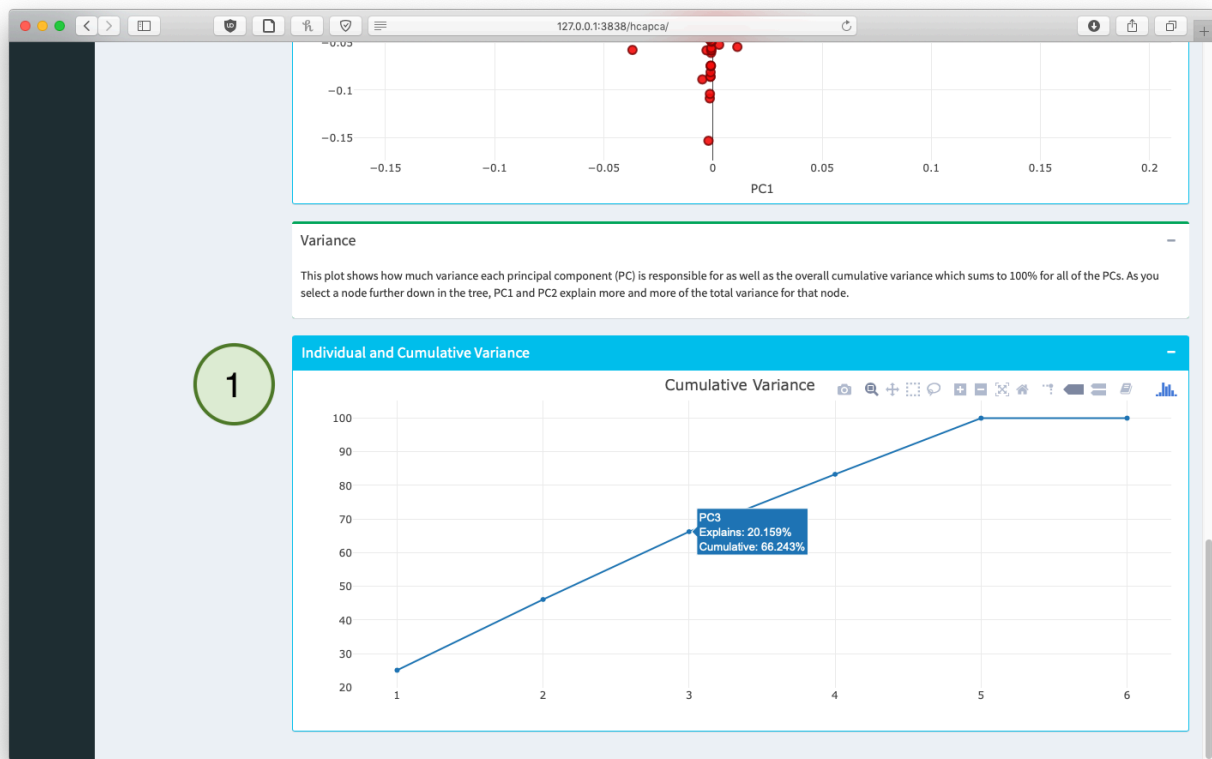 127.0.0.1:3838/hcapca/
−0.05
−0.1
−0.15
−0.15 −0.1 −0.05 0 0.05 0.1 0.15 0.2
PC1
Variance
This plot shows how much variance each principal component (PC) is responsible for as well as the overall cumulative variance which sums to 100% for all of the PCs. As you
select a node further down in the tree, PC1 and PC2 explain more and more of the total variance for that node.
1
Individual and Cumulative Variance
Cumulative Variance
100
90
80
70
60
50
40
30
20
PC3
Explains: 20.159%
Cumulative: 66.243%
1 2 3 4 5 6